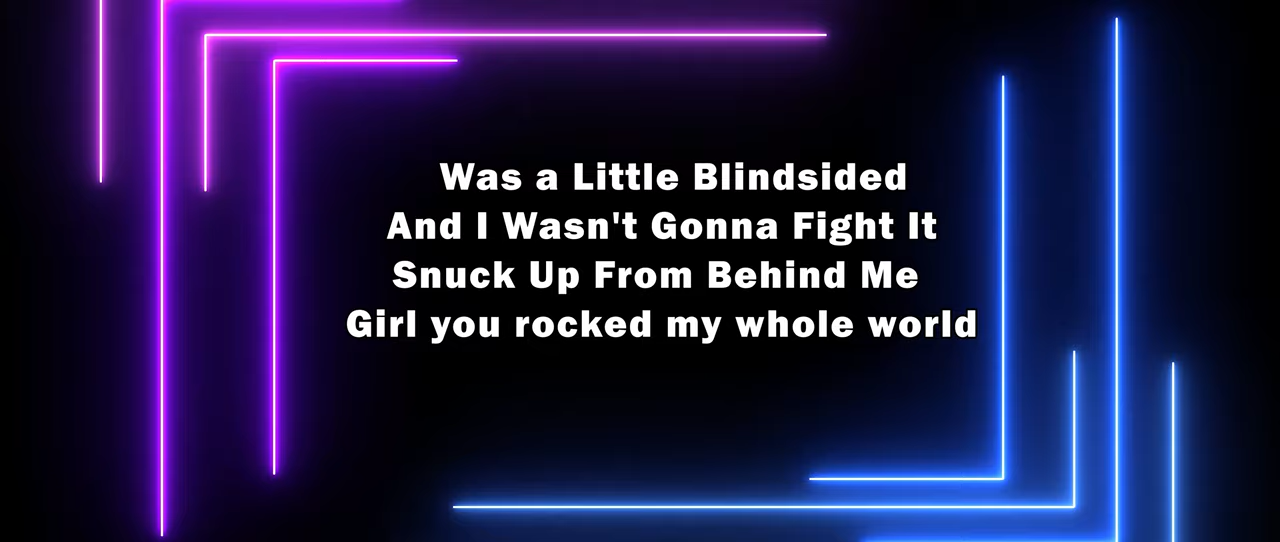 Was a Little Blindsided
And I Wasn't Gonna Fight It
Snuck Up From Behind Me
Girl you rocked my whole world